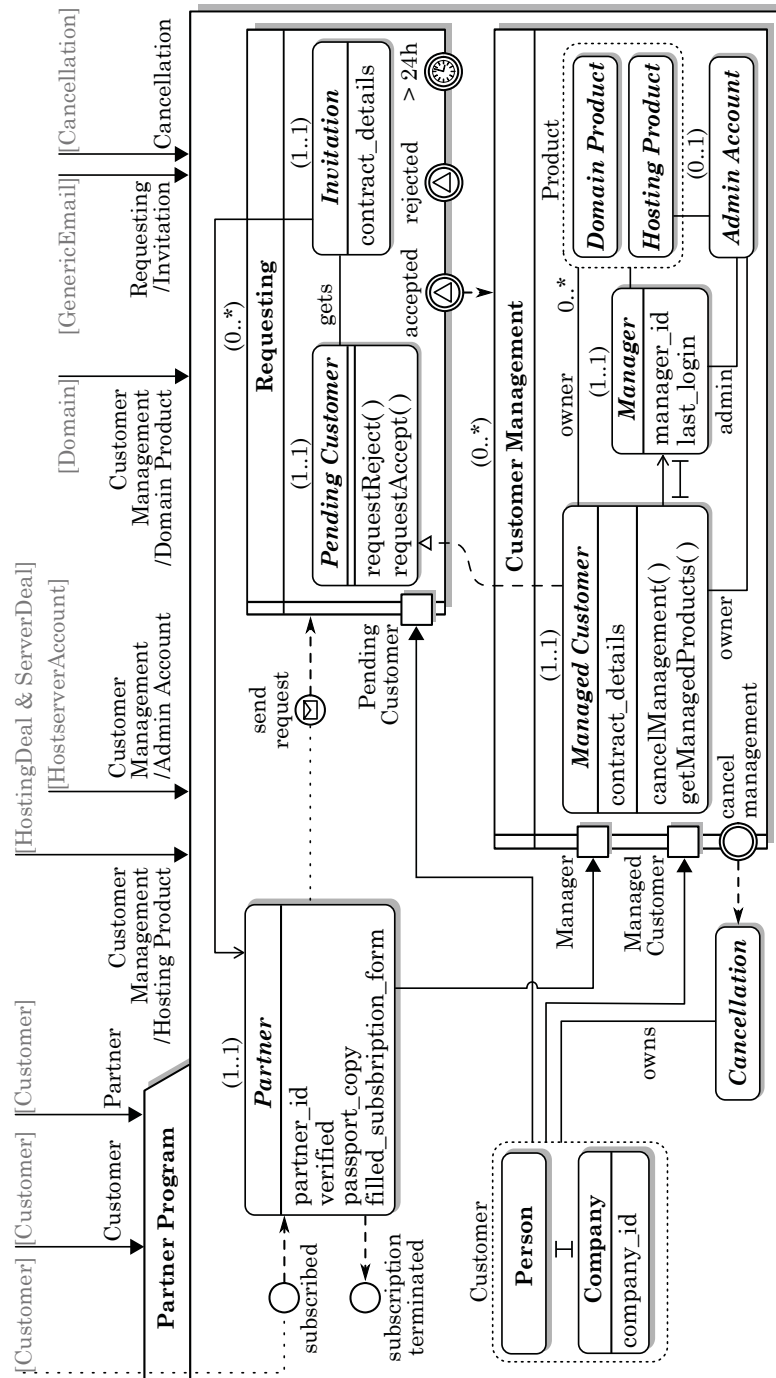 [Customer]
[Customer]
[Customer]
[HostingDeal & ServerDeal]
[HostserverAccount]
[Domain]
[GenericEmail]
[Cancellation]
Customer
Partner
Customer
Management
/Hosting Product
Customer
Management
/Admin Account
Customer
Management
/Domain Product
Requesting
/Invitation
Cancellation
Partner Program
subscribed
subscription
terminated
(1..1)
Partner
partner_id
verified
passport_copy
filled_subsbription_form
send
request
(0..*)
Requesting
(1..1)
Pending Customer
requestReject()
requestAccept()
gets
(1..1)
Invitation
contract_details
accepted
rejected
> 24h
Pending
Customer
Customer
Person
Company
company_id
owns
Cancellation
Manager
Managed
Customer
cancel
management
(0..*)
Customer Management
(1..1)
Managed Customer
contract_details
cancelManagement()
getManagedProducts()
owner
owner
0..*
(1..1)
Manager
manager_id
last_login
admin
Product
Domain Product
Hosting Product
(0..1)
Admin Account